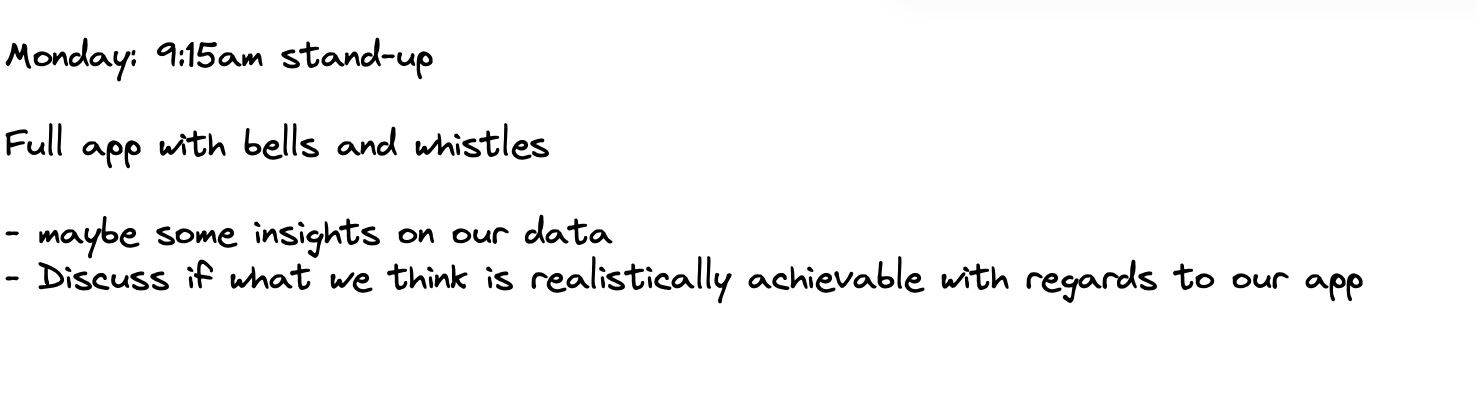 Monday: 9:15am stand-up
Full app with bells and whistles
- maybe some insights on our data
- Discuss if what we think is realistically achievable with regards to our app